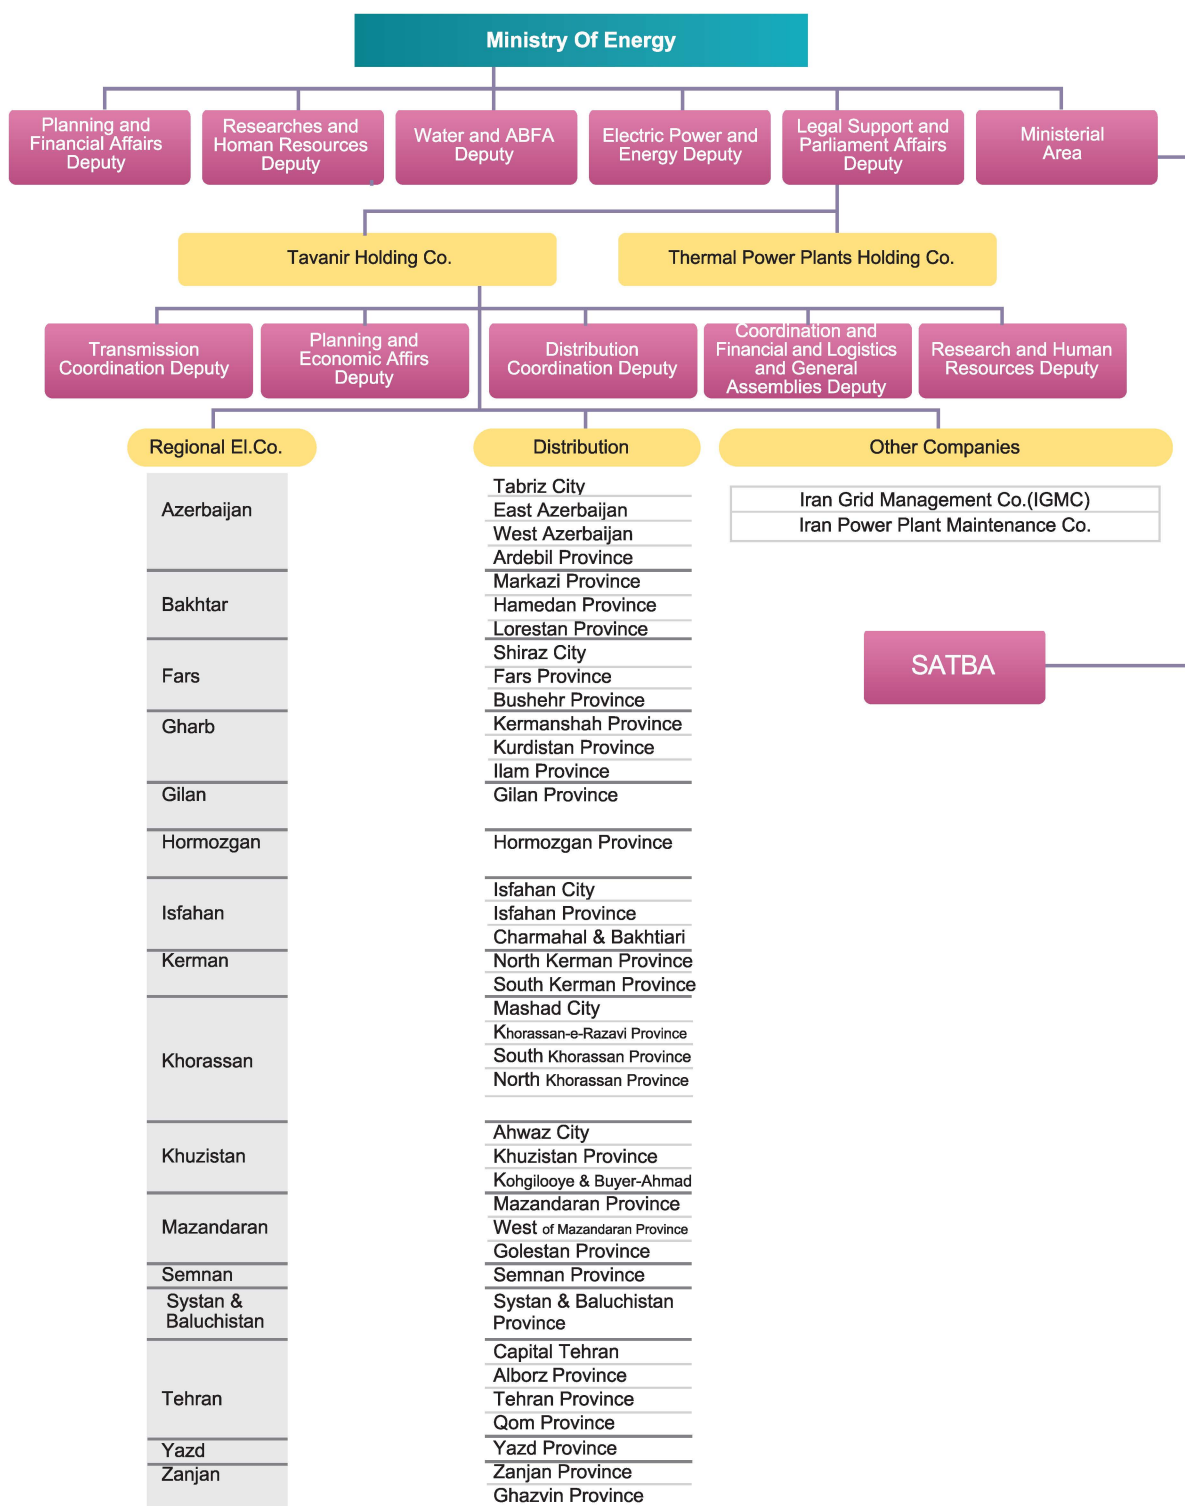 Ministry Of Energy
Planning and
Financial Affairs
Deputy
Researches and
Human Resources
Deputy
Water and ABFA
Deputy
Electric Power and
Energy Deputy
Legal Support and
Parliament Affairs
Deputy
Ministerial
Area
Tavanir Holding Co.
Thermal Power Plants Holding Co.
Transmission
Coordination Deputy
Planning and
Economic Affirs
Deputy
Distribution
Coordination Deputy
Coordination and
Financial and Logistics
and General
Assemblies Deputy
Research and Human
Resources Deputy
Regional El.Co.
Azerbaijan
Bakhtar
Fars
Gharb
Gilan
Hormozgan
Isfahan
Kerman
Khorassan
Khuzistan
Mazandaran
Semnan
Systan &
Baluchistan
Tehran
Yazd
Zanjan
Distribution
Tabriz City
East Azerbaijan
West Azerbaijan
Ardebil Province
Markazi Province
Hamedan Province
Lorestan Province
Shiraz City
Fars Province
Bushehr Province
Kermanshah Province
Kurdistan Province
Ilam Province
Gilan Province
Hormozgan Province
Isfahan City
Isfahan Province
Charmahal & Bakhtiari
North Kerman Province
South Kerman Province
Mashad City
Khorassan-e-Razavi Province
South Khorassan Province
North Khorassan Province
Ahwaz City
Khuzistan Province
Kohgilooye & Buyer-Ahmad
Mazandaran Province
West of Mazandaran Province
Golestan Province
Semnan Province
Systan & Baluchistan
Province
Capital Tehran
Alborz Province
Tehran Province
Qom Province
Yazd Province
Zanjan Province
Ghazvin Province
Other Companies
Iran Grid Management Co.(IGMC)
Iran Power Plant Maintenance Co.
SATBA